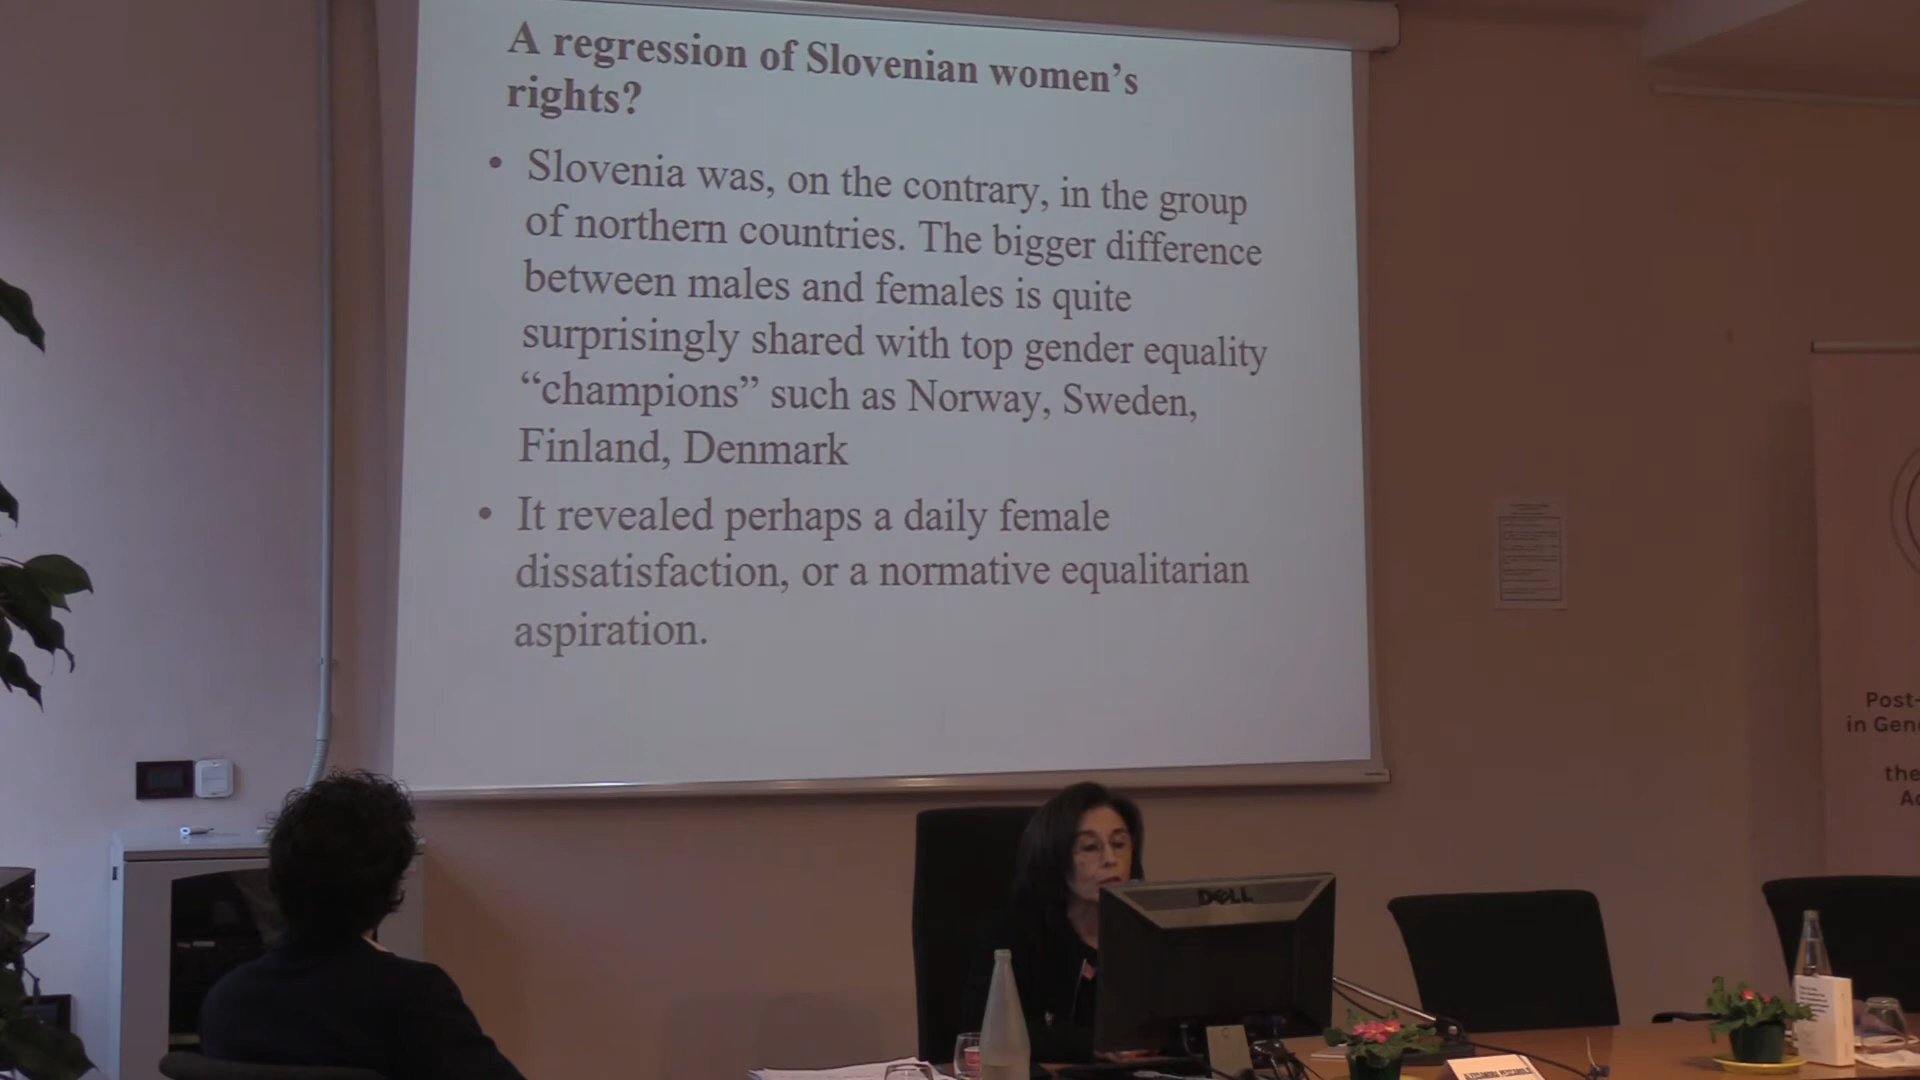 A regression of Slovenian women's
rights?
• Slovenia was, on the contrary, in the group
of northern countries. The bigger difference
between males and females is quite
surprisingly shared with top gender equality
“champions” such as Norway, Sweden,
Finland, Denmark
• It revealed perhaps a daily female
dissatisfaction, or a normative equalitarian
aspiration.
Post-
in Gen
the
DELL